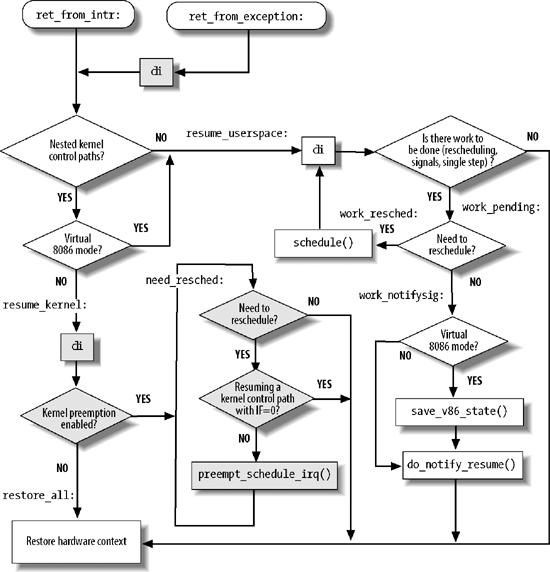 ret_from_intr:
ret_from_exception:
cli
Nested kernel
control paths?
NO
resume_userspace:
cli
Is there work to
be done (rescheduling,
signals, single step) ?
NO
YES
YES
YES
work_pending:
Virtual
8086 mode?
work_resched:
YES
schedule()
Need to
reschedule?
NO
resume_kernel:
need_resched:
NO
work_notifysig:
Need to
reschedule?
NO
cli
YES
Virtual
8086 mode?
NO
YES
Kernel preemption
enabled?
YES
Resuming a
kernel control path
with IF=0?
YES
save_v86_state()
NO
NO
preempt_schedule_irq()
do_notify_resume()
restore_all:
Restore hardware context